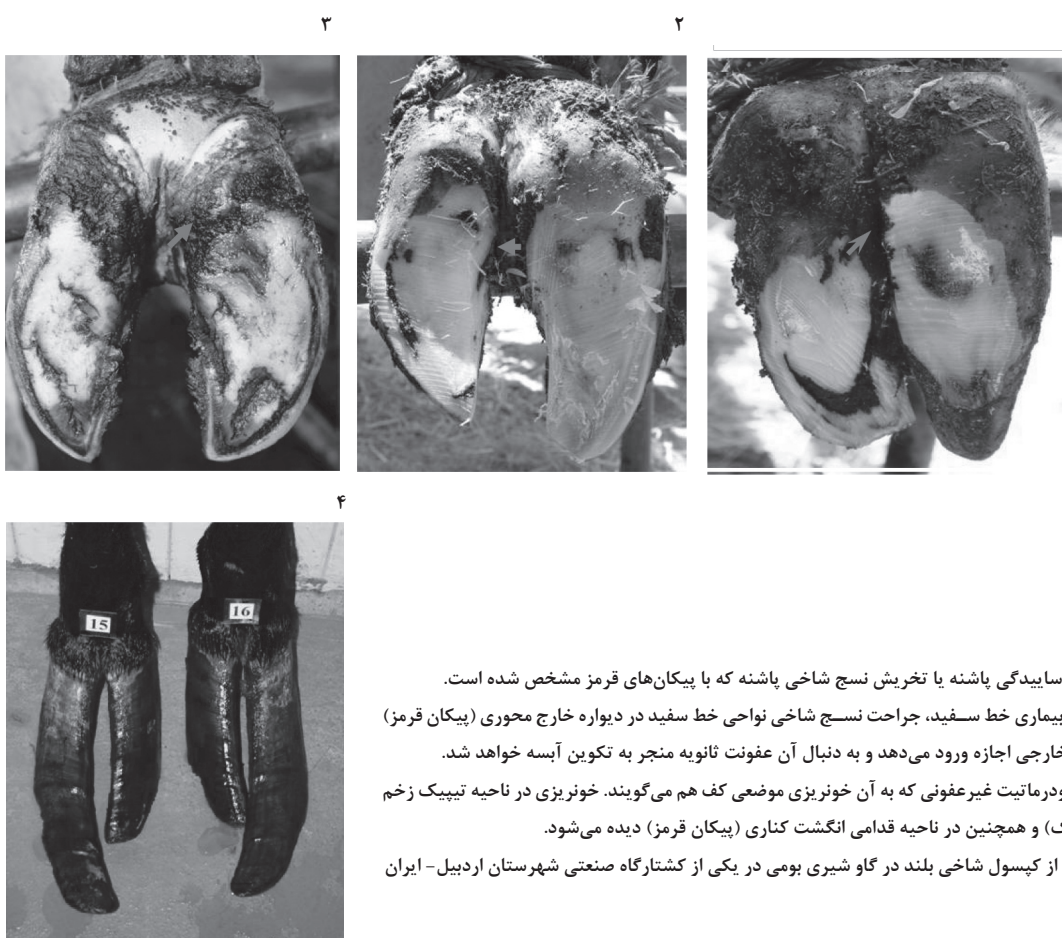 ۳
۲
۴
15
16
ساییدگی پاشنه یا تخریش نسج شاخی پاشنه که با پیکان‌های قرمز مشخص شده است.
بیماری خط سـفید، جراحت نسـج شاخی نواحی خط سفید در دیواره خارج محوری (پیکان قرمز)
خارجی اجازه ورود می‌دهد و به دنبال آن عفونت ثانویه منجر به تکوین آبسه خواهد شد.
ودرماتیت غیرعفونی که به آن خونریزی موضعی کف هم می‌گویند. خونریزی در ناحیه تیپیک زخم
ک) و همچنین در ناحیه قدامی انگشت کناری (پیکان قرمز) دیده می‌شود.
از کپسول شاخی بلند در گاو شیری بومی در یکی از کشتارگاه صنعتی شهرستان اردبیل- ایران